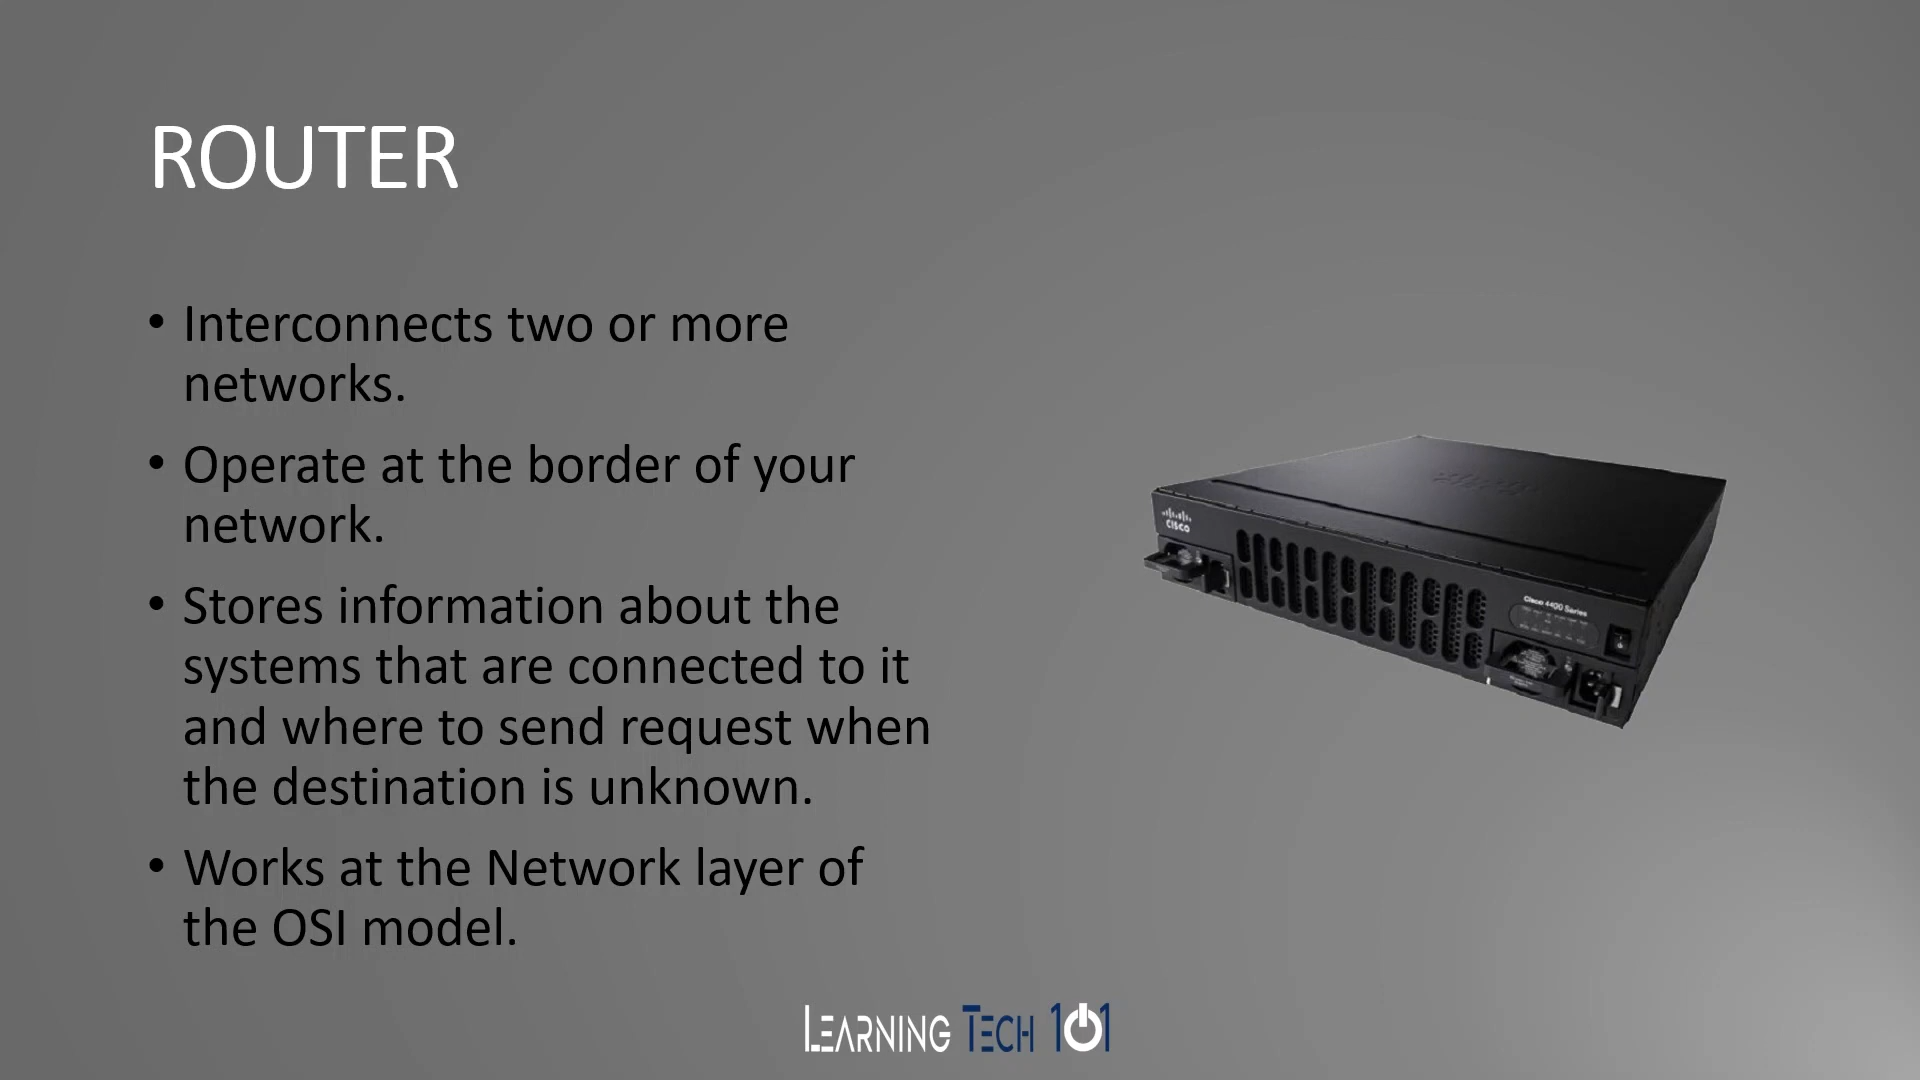 ROUTER
• Interconnects two or more
networks.
• Operate at the border of your
network.
• Stores information about the
systems that are connected to it
and where to send request when
the destination is unknown.
• Works at the Network layer of
the OSI model.
CISCO
Cisco 4400 Series
LEARNING TECH 101